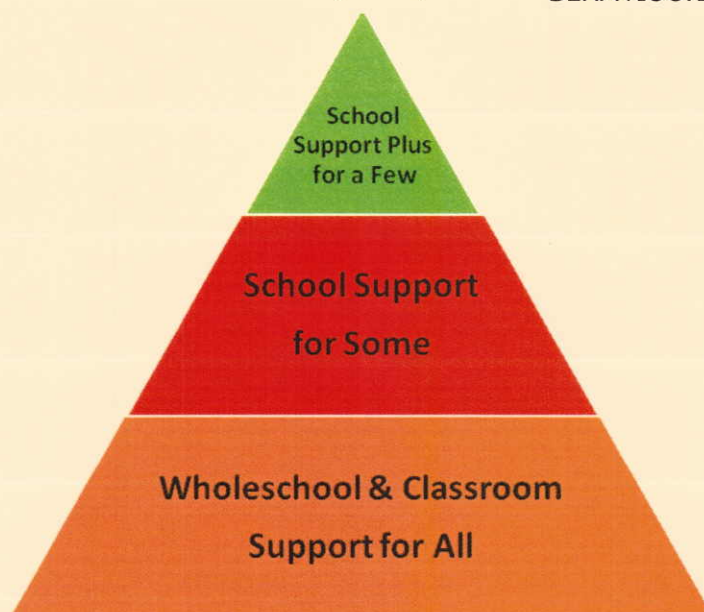 School
Support Plus
for a Few
School Support
for Some
Wholeschool & Classroom
Support for All